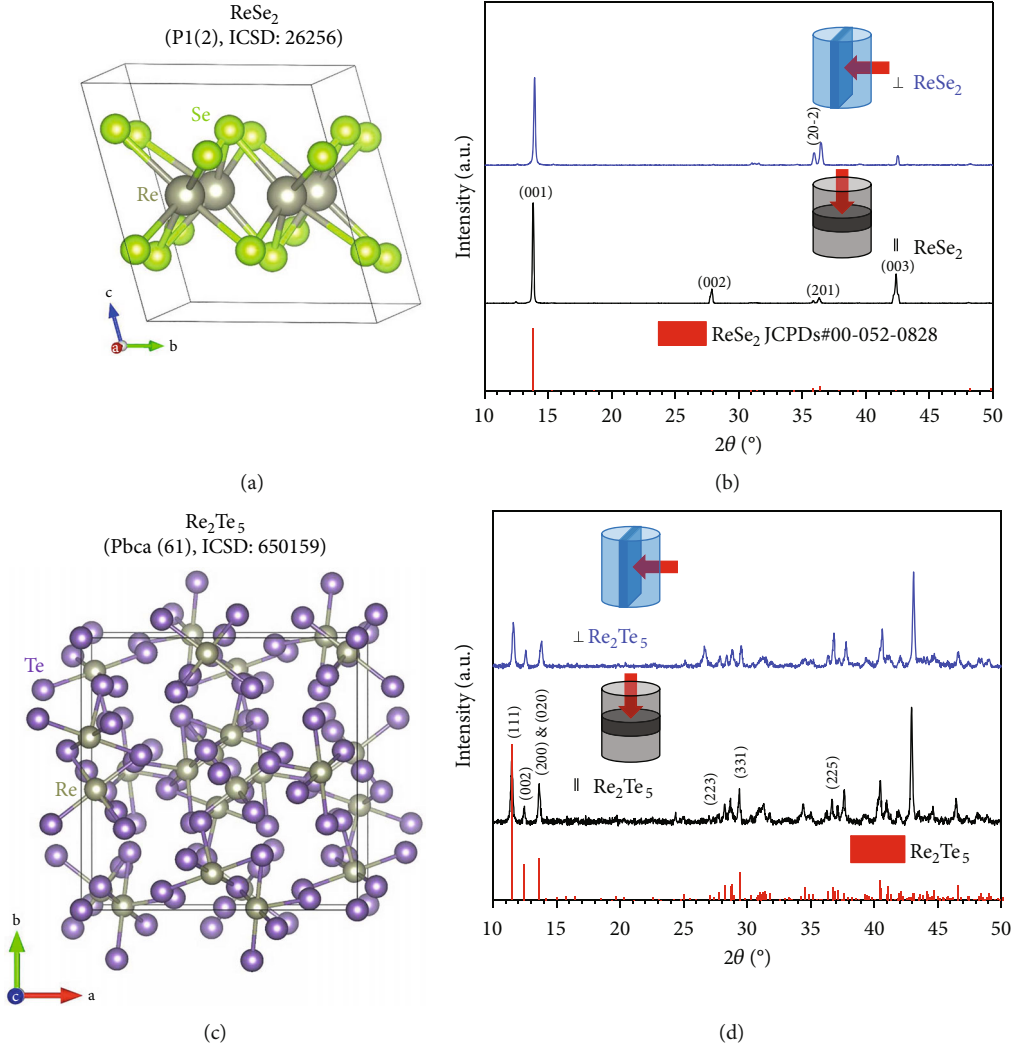 ReSe2
(P1(2), ICSD: 26256)
Se
Re
c
a
b
(a)
Intensity (a.u.)
⊥ ReSe2
(20-2)
(001)
(002)
(201)
(003)
∥ ReSe2
ReSe2 JCPDs#00-052-0828
10 15 20 25 30 35 40 45 50
2θ (°)
(b)
Re2Te5
(Pbca (61), ICSD: 650159)
Te
Re
b
c
a
(c)
Intensity (a.u.)
⊥ Re2Te5
(111)
(002)
(200) & (020)
(223)
(331)
(225)
∥ Re2Te5
Re2Te5
10 15 20 25 30 35 40 45 50
2θ (°)
(d)